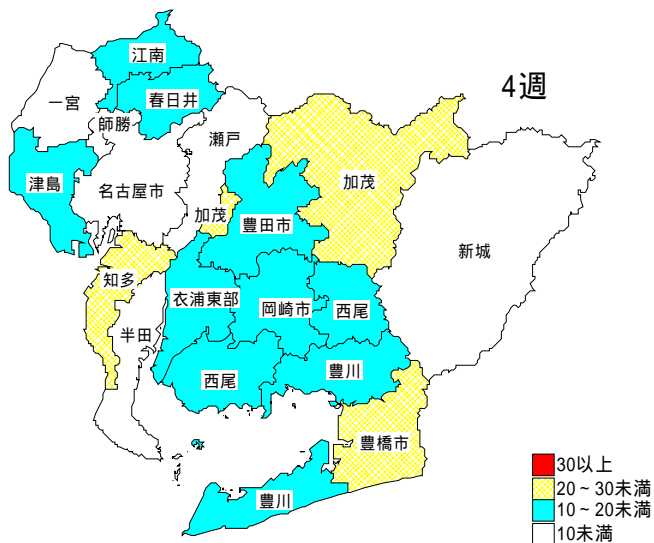 江南
4週
一宮
春日井
師勝
瀬戸
津島
名古屋市
加茂
加茂
豊田市
新城
知多
衣浦東部
岡崎市
西尾
半田
西尾
豊川
豊橋市
豊川
30以上
20~30未満
10~20未満
10未満